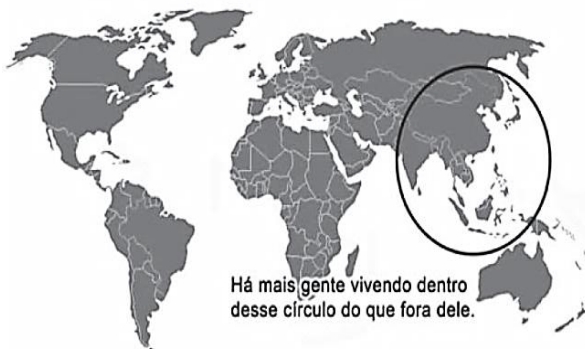 Há mais gente vivendo dentro
desse círculo do que fora dele.